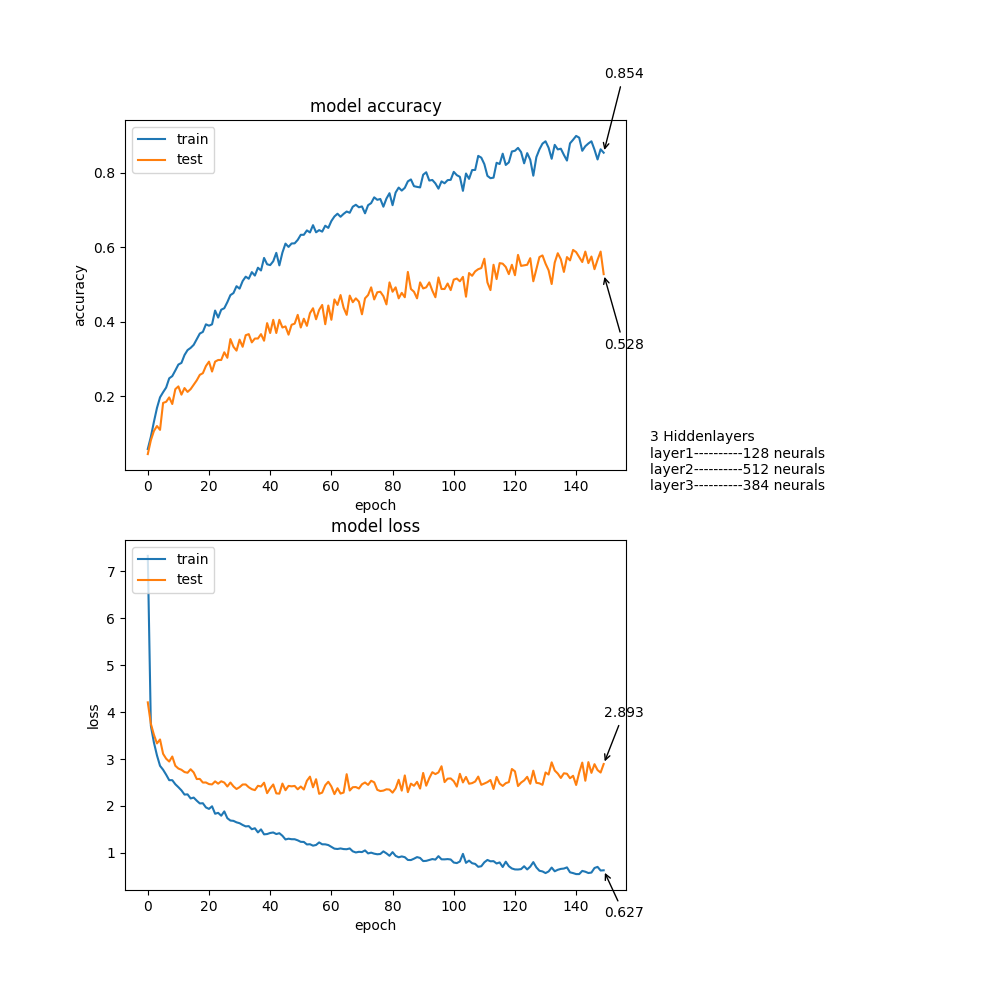 0.854
model accuracy
train
test
0.8
0.6
0.4
0.2
accuracy
0.528
0 20 40 60 80 100 120 140
epoch
3 Hiddenlayers
layer1----------128 neurals
layer2----------512 neurals
layer3----------384 neurals
model loss
train
test
7
6
5
4
3
2
1
loss
2.893
0 20 40 60 80 100 120 140
0.627
epoch